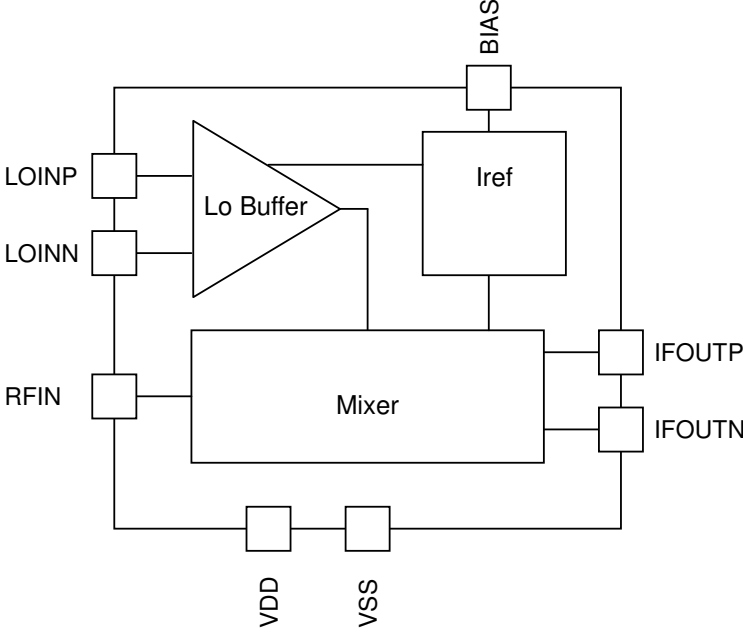 BIAS
LOINP
Iref
Lo Buffer
LOINN
IFOUTP
RFIN
Mixer
IFOUTN
VDD
VSS